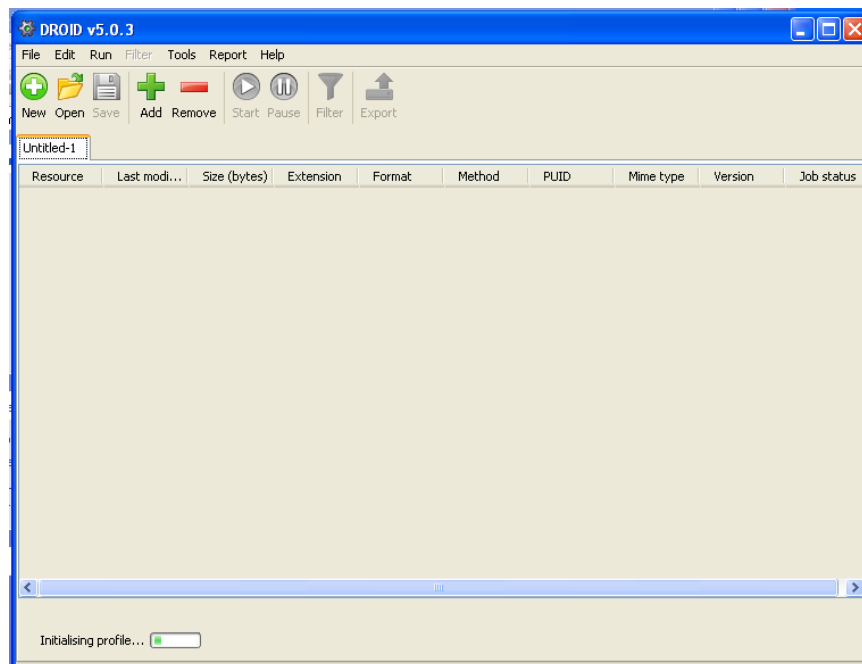 DROID v5.0.3
File Edit Run Filter Tools Report Help
New Open Save Add Remove Start Pause Filter Export
Untitled-1
Resource Last modi... Size (bytes) Extension Format Method PUID Mime type Version Job status
Initialising profile...